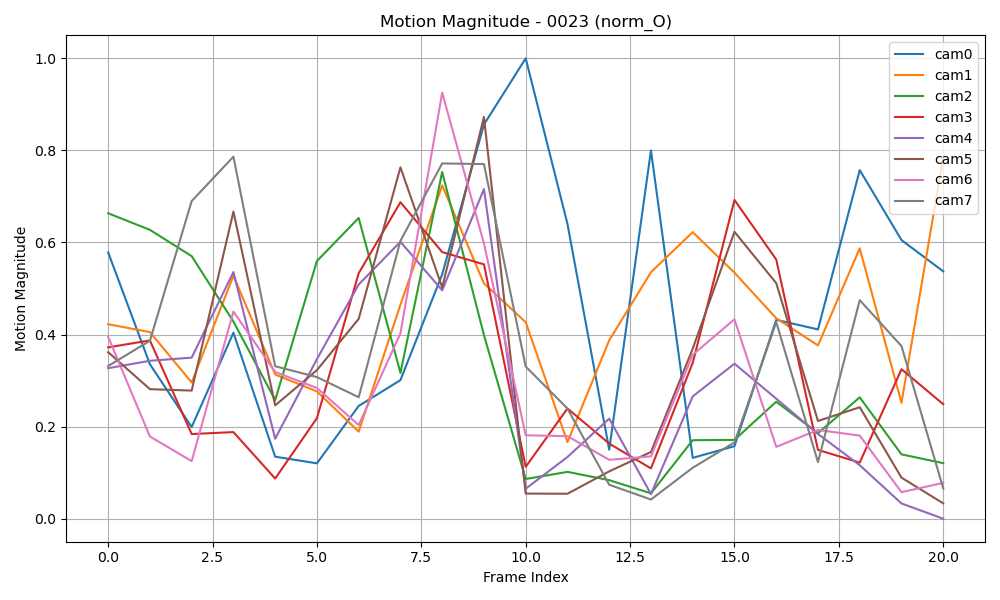 Motion Magnitude - 0023 (norm_O)
Motion Magnitude
1.0
0.8
0.6
0.4
0.2
0.0
0.0 2.5 5.0 7.5 10.0 12.5 15.0 17.5 20.0
Frame Index
cam0
cam1
cam2
cam3
cam4
cam5
cam6
cam7